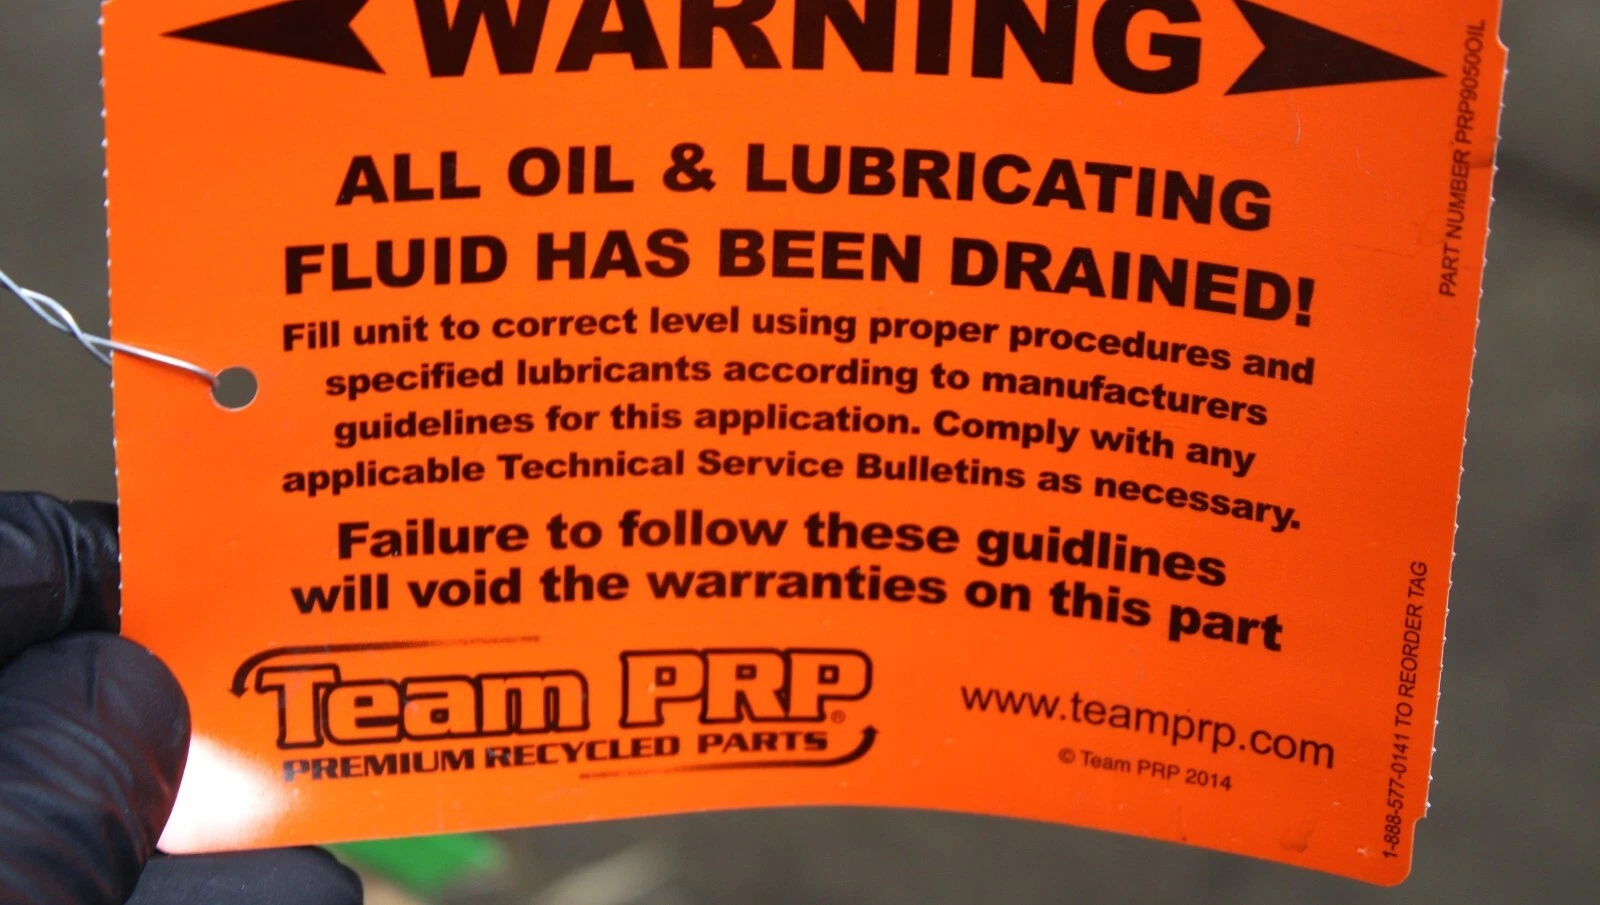 WARNING
ALL OIL & LUBRICATING
FLUID HAS BEEN DRAINED!
Fill unit to correct level using proper procedures and
specified lubricants according to manufacturers
guidelines for this application. Comply with any
applicable Technical Service Bulletins as necessary.
Failure to follow these guidlines
will void the warranties on this part
Team PRP®
PREMIUM RECYCLED PARTS
www.teamprp.com
© Team PRP 2014
PART NUMBER PRP905OIL
1-888-577-0141 TO REORDER TAG